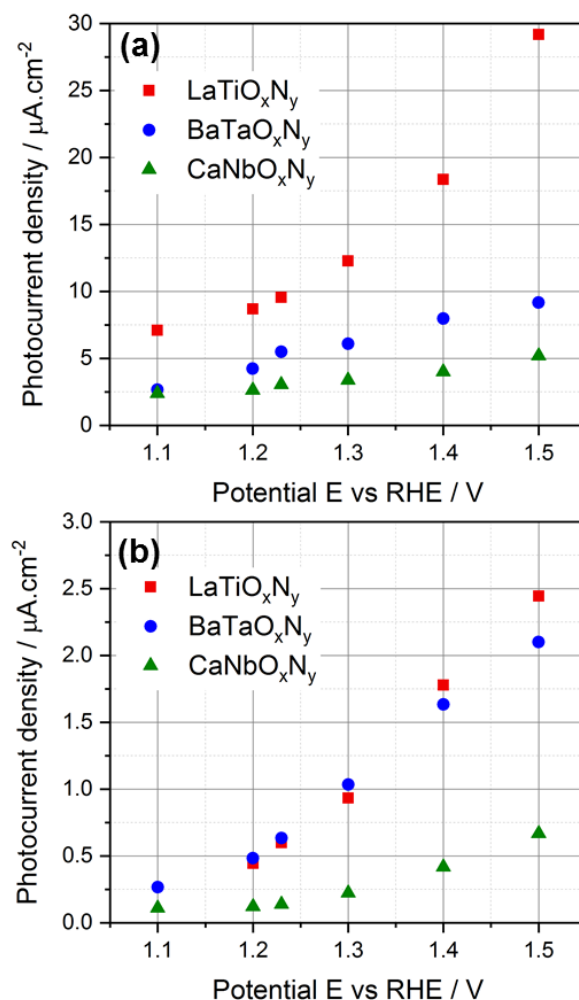 (a)
LaTiOxNy
BaTaOxNy
CaNbOxNy
Photocurrent density / μA.cm-2
30
25
20
15
10
5
0
1.1 1.2 1.3 1.4 1.5
Potential E vs RHE / V
(b)
LaTiOxNy
BaTaOxNy
CaNbOxNy
Photocurrent density / μA.cm-2
3.0
2.5
2.0
1.5
1.0
0.5
0.0
1.1 1.2 1.3 1.4 1.5
Potential E vs RHE / V